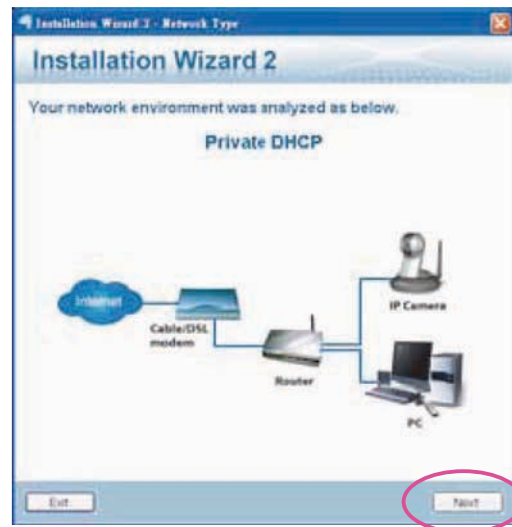 Installation Wizard 2 - Network Type
Installation Wizard 2
Your network environment was analyzed as below.
Private DHCP
Internet
Cable/DSL
modem
IP Camera
Router
PC
Exit
Next